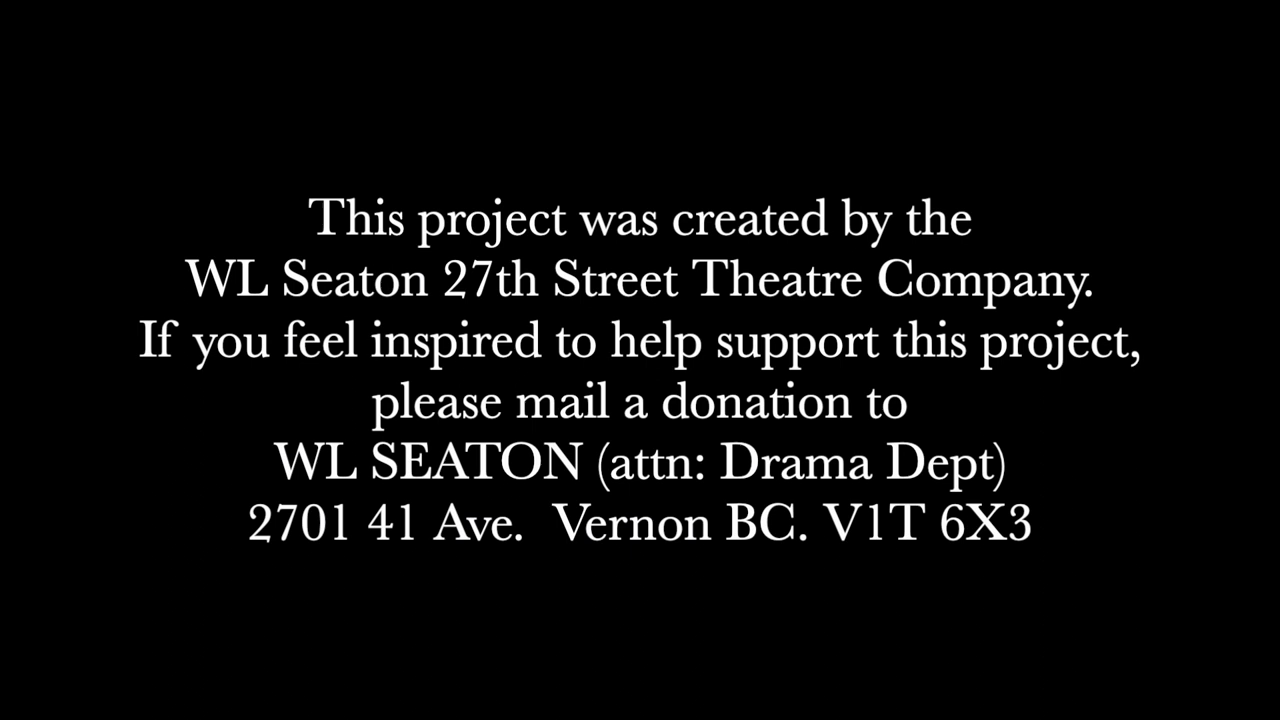 This project was created by the
WL Seaton 27th Street Theatre Company.
If you feel inspired to help support this project,
please mail a donation to
WL SEATON (attn: Drama Dept)
2701 41 Ave.  Vernon BC. V1T 6X3